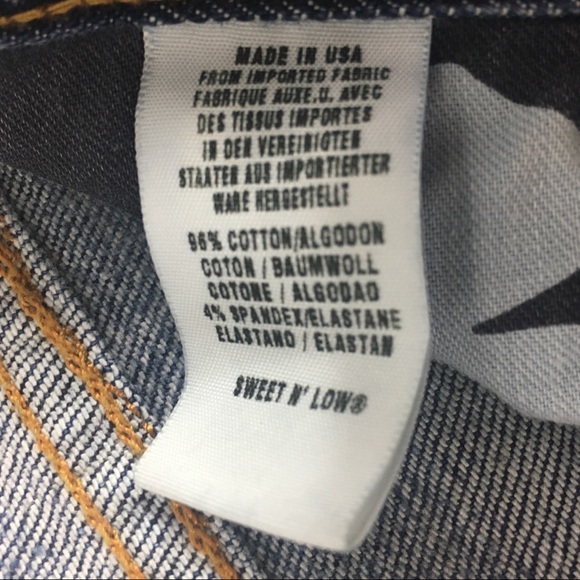 MADE IN USA
FROM IMPORTED FABRIC
FABRIQUE AUXE.U. AVEC
DES TISSUS IMPORTES
IN DEN VEREINIGTEN
STAATEN AUS IMPORTIERTER
WARE HERGESTELLT
96% COTTON/ALGODON
COTON / BAUMWOLL
COTONE / ALGODAO
4% SPANDEX/ELASTANE
ELASTANO / ELASTAN
SWEET N' LOW®